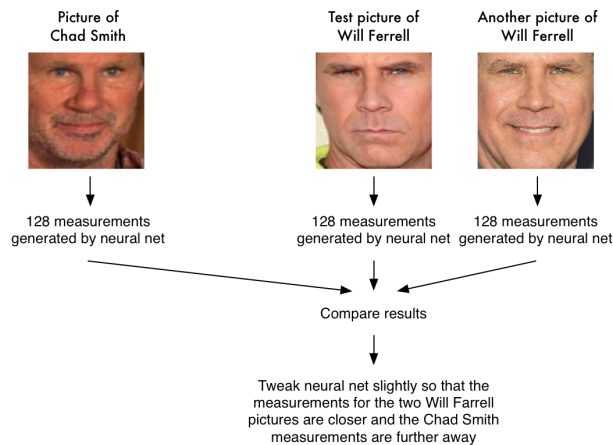 Picture of
Chad Smith
Test picture of
Will Ferrell
Another picture of
Will Ferrell
128 measurements
generated by neural net
128 measurements
generated by neural net
128 measurements
generated by neural net
Compare results
Tweak neural net slightly so that the
measurements for the two Will Farrell
pictures are closer and the Chad Smith
measurements are further away